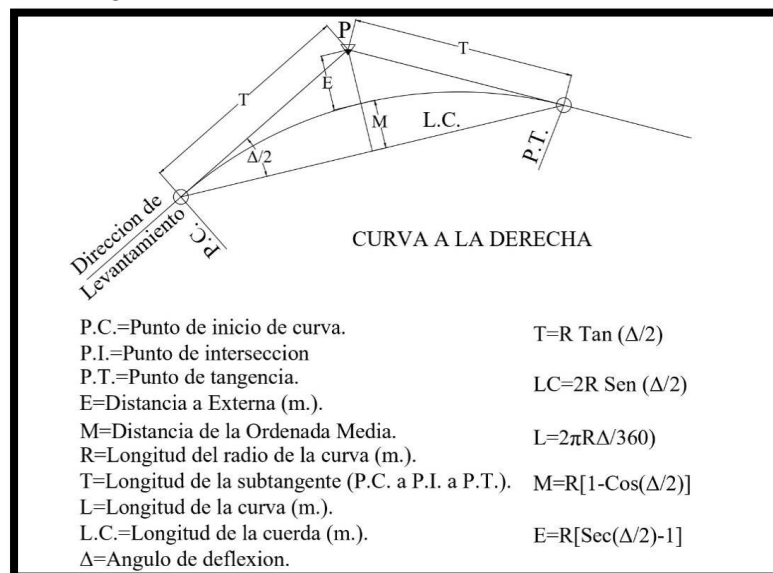 P
T
T
E
M
L.C.
Δ/2
P.T.
P.C.
Direccion de
Levantamiento
CURVA A LA DERECHA
P.C.=Punto de inicio de curva.
P.I.=Punto de interseccion
P.T.=Punto de tangencia.
E=Distancia a Externa (m.).
M=Distancia de la Ordenada Media.
R=Longitud del radio de la curva (m.).
T=Longitud de la subtangente (P.C. a P.I. a P.T.).
L=Longitud de la curva (m.).
L.C.=Longitud de la cuerda (m.).
Δ=Angulo de deflexion.
T=R Tan (Δ/2)
LC=2R Sen (Δ/2)
L=2πRΔ/360)
M=R[1-Cos(Δ/2)]
E=R[Sec(Δ/2)-1]